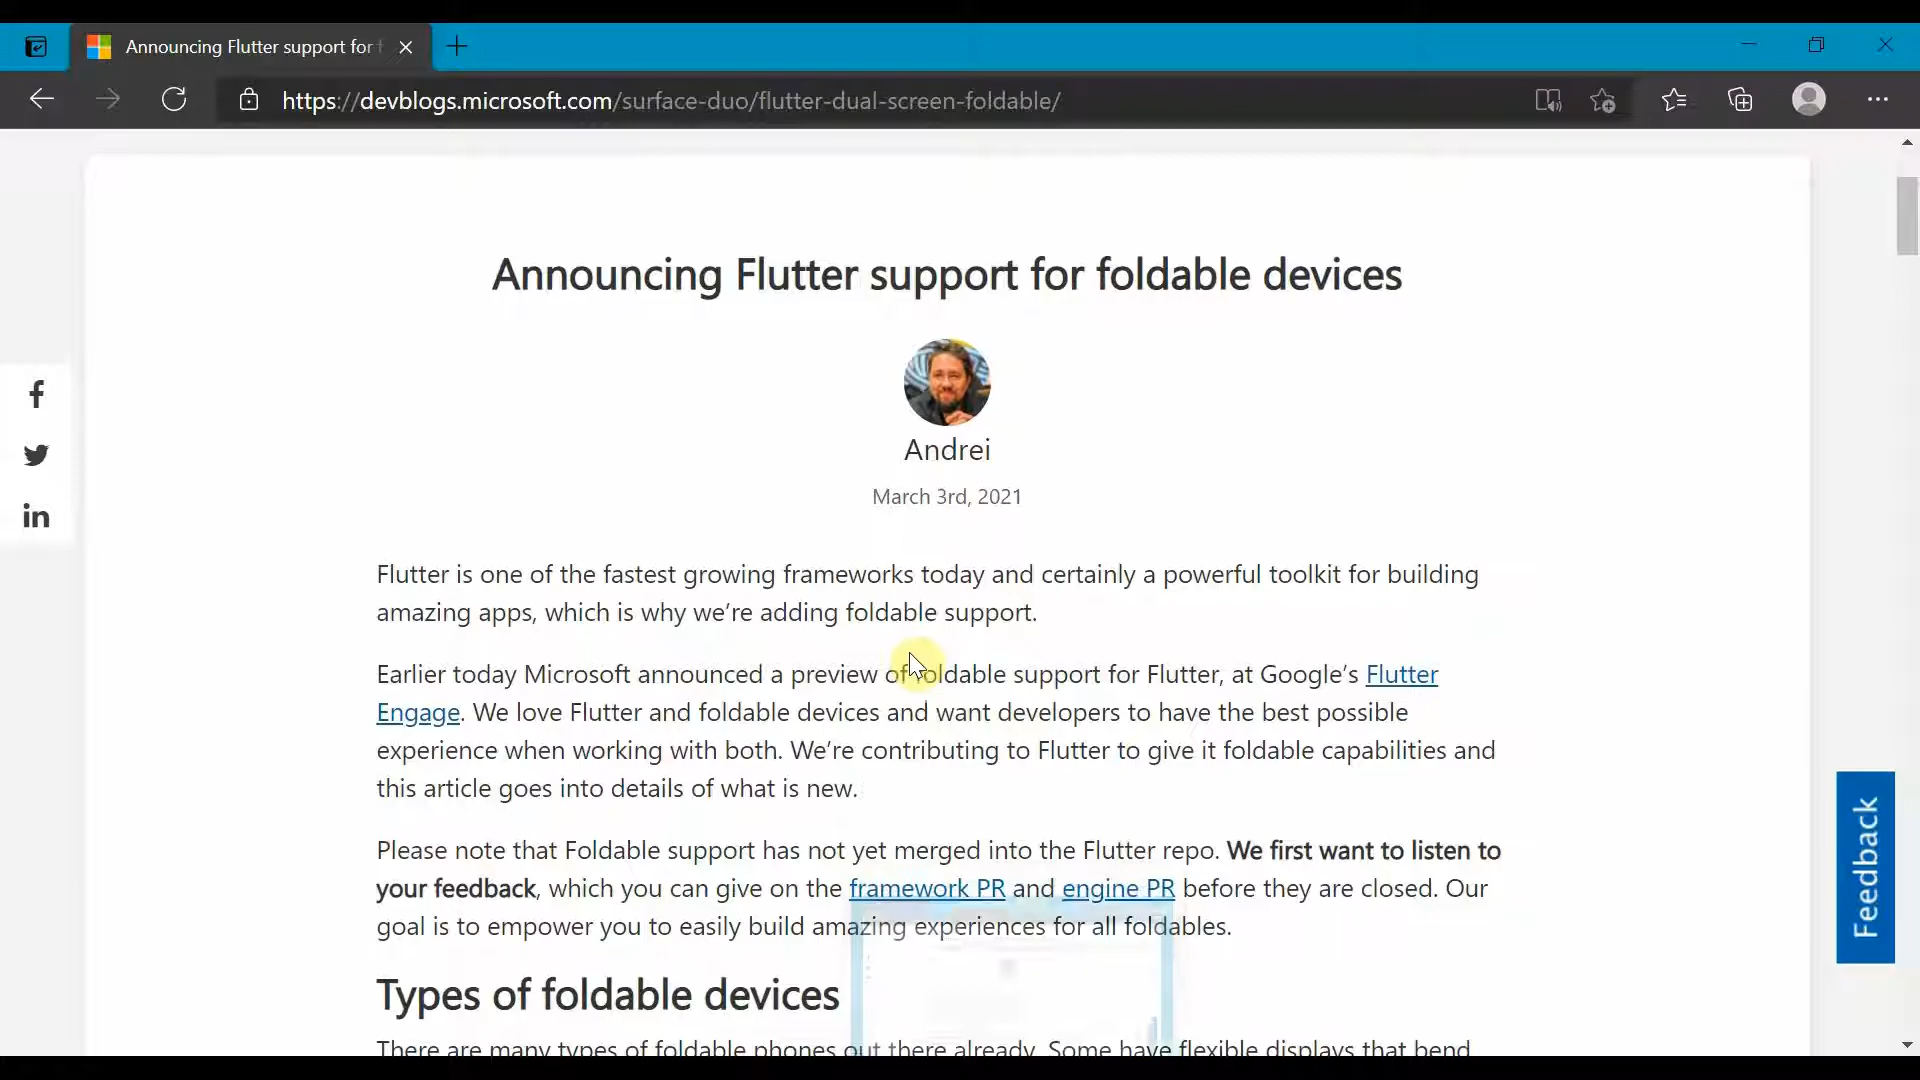 Announcing Flutter support for f
https://devblogs.microsoft.com/surface-duo/flutter-dual-screen-foldable/
Announcing Flutter support for foldable devices
Andrei
March 3rd, 2021
Flutter is one of the fastest growing frameworks today and certainly a powerful toolkit for building
amazing apps, which is why we’re adding foldable support.
Earlier today Microsoft announced a preview of foldable support for Flutter, at Google’s Flutter
Engage. We love Flutter and foldable devices and want developers to have the best possible
experience when working with both. We’re contributing to Flutter to give it foldable capabilities and
this article goes into details of what is new.
Please note that Foldable support has not yet merged into the Flutter repo. We first want to listen to
your feedback, which you can give on the framework PR and engine PR before they are closed. Our
goal is to empower you to easily build amazing experiences for all foldables.
Types of foldable devices
There are many types of foldable phones out there already. Some have flexible displays that bend
Feedback